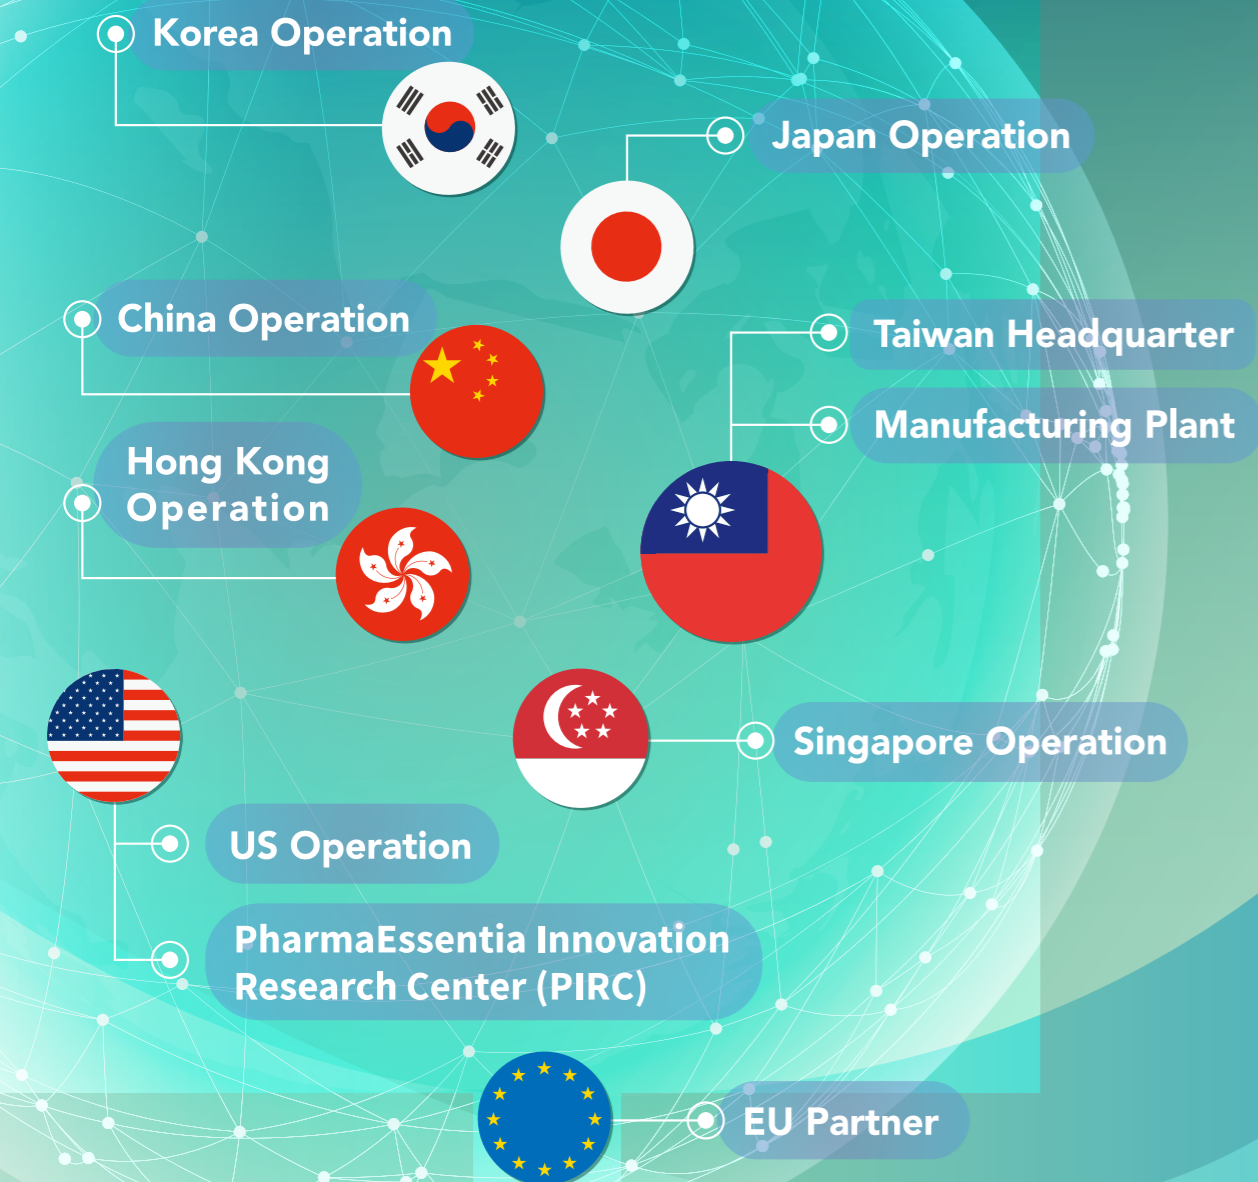 Korea Operation
Japan Operation
China Operation
Taiwan Headquarter
Manufacturing Plant
Hong Kong
Operation
Singapore Operation
US Operation
PharmaEssentia Innovation
Research Center (PIRC)
EU Partner